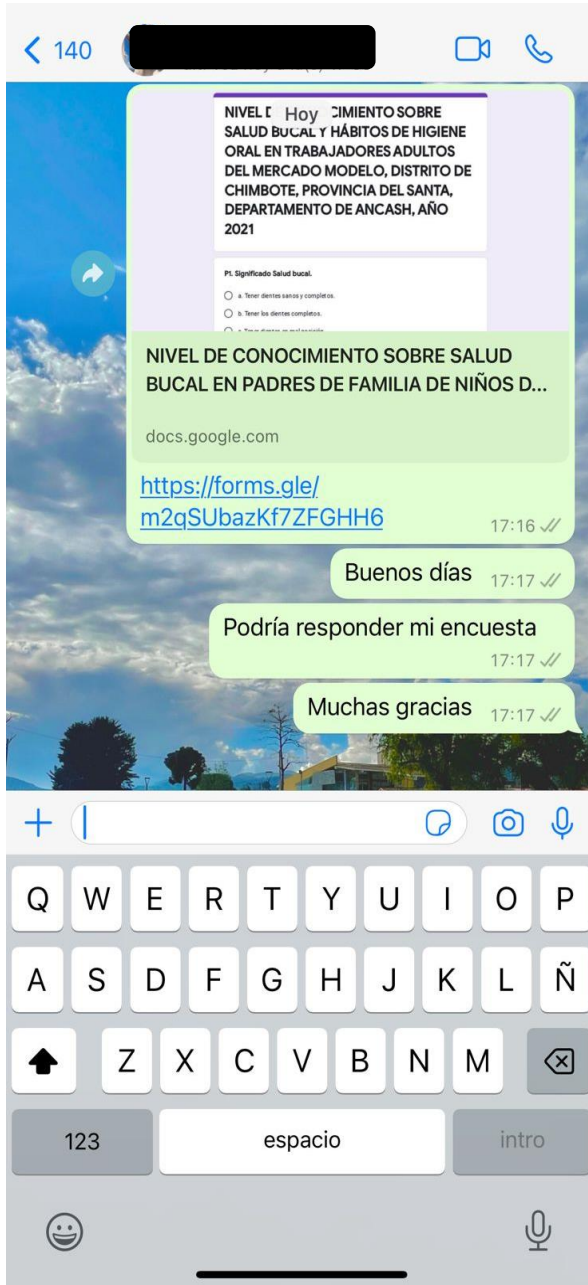 140
Hoy
NIVEL D CIMIENTO SOBRE
SALUD BUCAL Y HÁBITOS DE HIGIENE
ORAL EN TRABAJADORES ADULTOS
DEL MERCADO MODELO, DISTRITO DE
CHIMBOTE, PROVINCIA DEL SANTA,
DEPARTAMENTO DE ANCASH, AÑO
2021
P1. Significado Salud bucal.
a. Tener dientes sanos y completos.
b. Tener los dientes completos.
NIVEL DE CONOCIMIENTO SOBRE SALUD
BUCAL EN PADRES DE FAMILIA DE NIÑOS D...
docs.google.com
https://forms.gle/
m2qSUbazKf7ZFGHH6
17:16
Buenos días 17:17
Podría responder mi encuesta
17:17
Muchas gracias 17:17
Q W E R T Y U I O P
A S D F G H J K L Ñ
Z X C V B N M
123 espacio intro